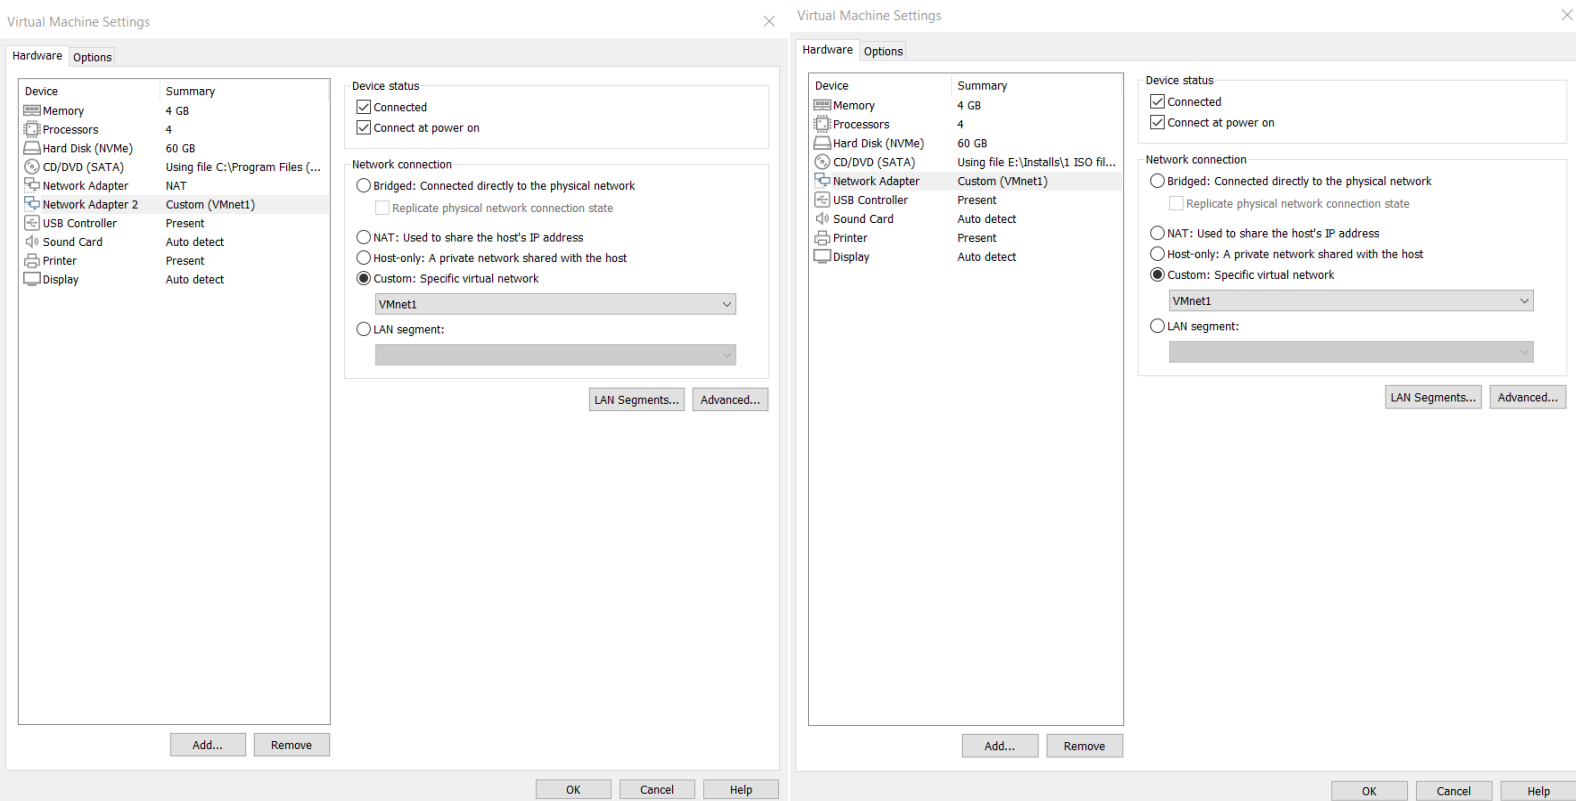 Virtual Machine Settings
Hardware
Options
Device Summary
Memory 4 GB
Processors 4
Hard Disk (NVMe) 60 GB
CD/DVD (SATA) Using file C:\Program Files (...
Network Adapter NAT
Network Adapter 2 Custom (VMnet1)
USB Controller Present
Sound Card Auto detect
Printer Present
Display Auto detect
Add...
Remove
Device status
Connected
Connect at power on
Network connection
Bridged: Connected directly to the physical network
Replicate physical network connection state
NAT: Used to share the host's IP address
Host-only: A private network shared with the host
Custom: Specific virtual network
VMnet1
LAN segment:
LAN Segments...
Advanced...
OK
Cancel
Help
Virtual Machine Settings
Hardware
Options
Device Summary
Memory 4 GB
Processors 4
Hard Disk (NVMe) 60 GB
CD/DVD (SATA) Using file E:\Installs\1 ISO fil...
Network Adapter Custom (VMnet1)
USB Controller Present
Sound Card Auto detect
Printer Present
Display Auto detect
Add...
Remove
Device status
Connected
Connect at power on
Network connection
Bridged: Connected directly to the physical network
Replicate physical network connection state
NAT: Used to share the host's IP address
Host-only: A private network shared with the host
Custom: Specific virtual network
VMnet1
LAN segment:
LAN Segments...
Advanced...
OK
Cancel
Help